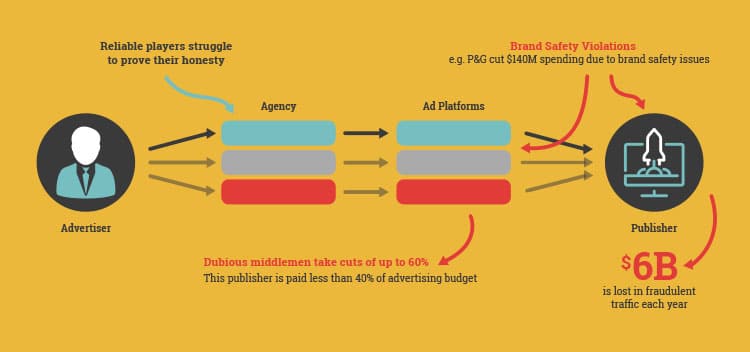 Reliable players struggle
to prove their honesty
Brand Safety Violations
e.g. P&G cut $140M spending due to brand safety issues
Agency
Ad Platforms
Advertiser
Publisher
Dubious middlemen take cuts of up to 60%
This publisher is paid less than 40% of advertising budget
$6B
is lost in fraudulent
traffic each year